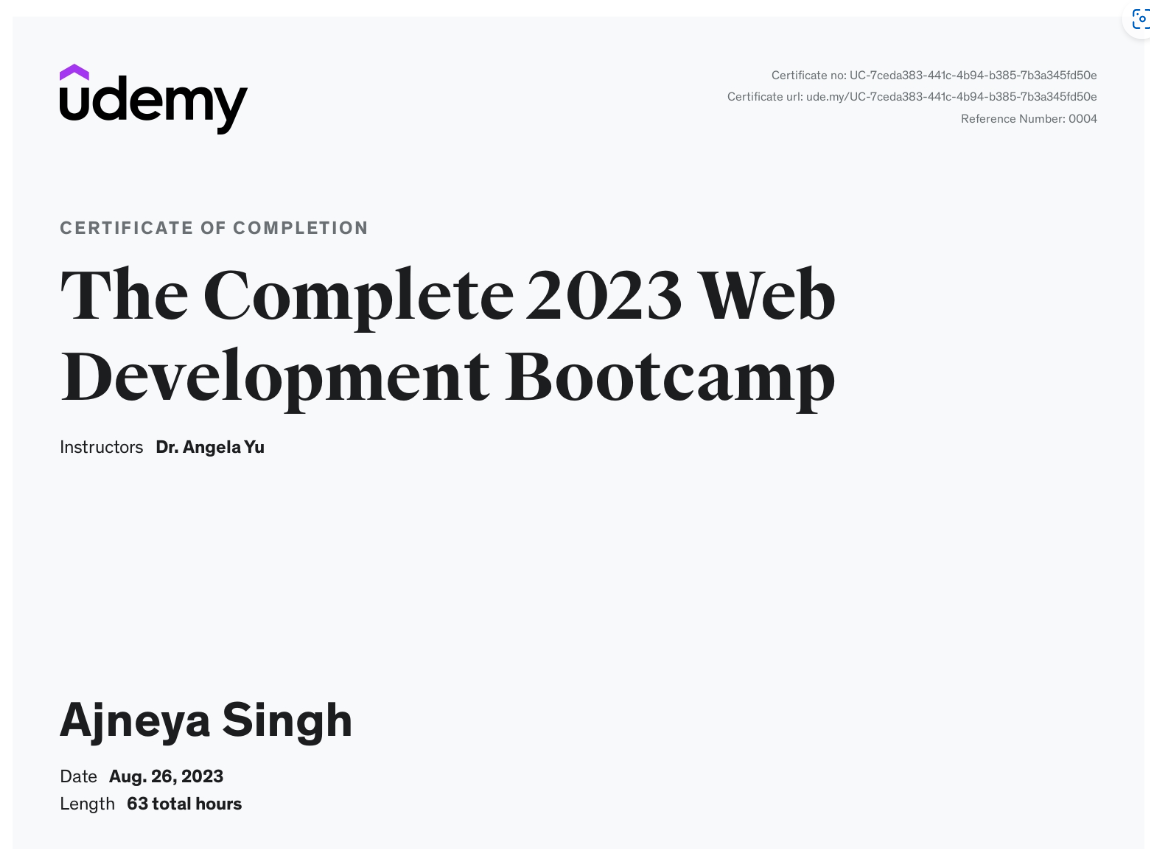 udemy
Certificate no: UC-7ceda383-441c-4b94-b385-7b3a345fd50e
Certificate url: ude.my/UC-7ceda383-441c-4b94-b385-7b3a345fd50e
Reference Number: 0004
CERTIFICATE OF COMPLETION
The Complete 2023 Web
Development Bootcamp
Instructors Dr. Angela Yu
Ajneya Singh
Date Aug. 26, 2023
Length 63 total hours